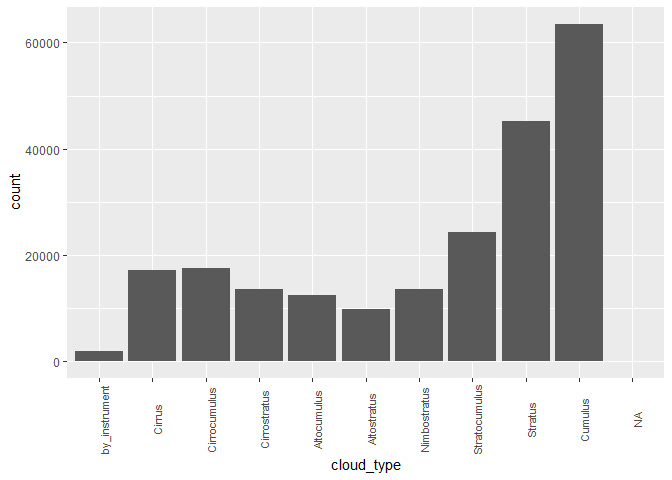 60000
40000
20000
0
count
by_instrument
Cirrus
Cirrocumulus
Cirrostratus
Altocumulus
Altostratus
Nimbostratus
Stratocumulus
Stratus
Cumulus
NA
cloud_type